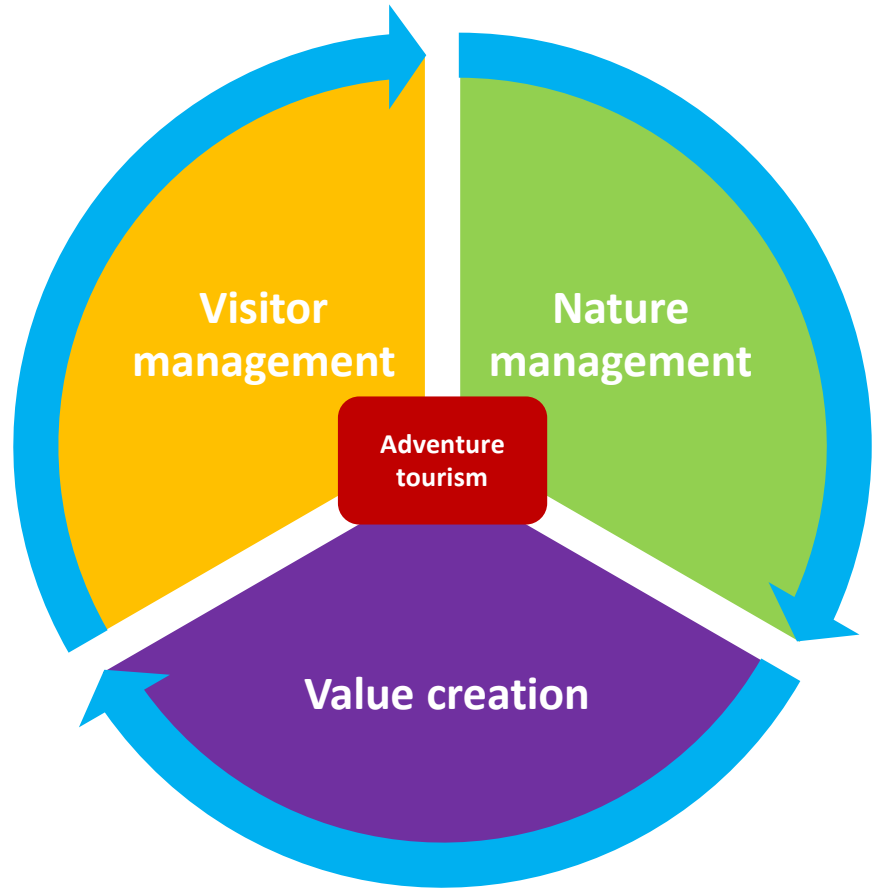 Visitor
management
Nature
management
Adventure
tourism
Value creation